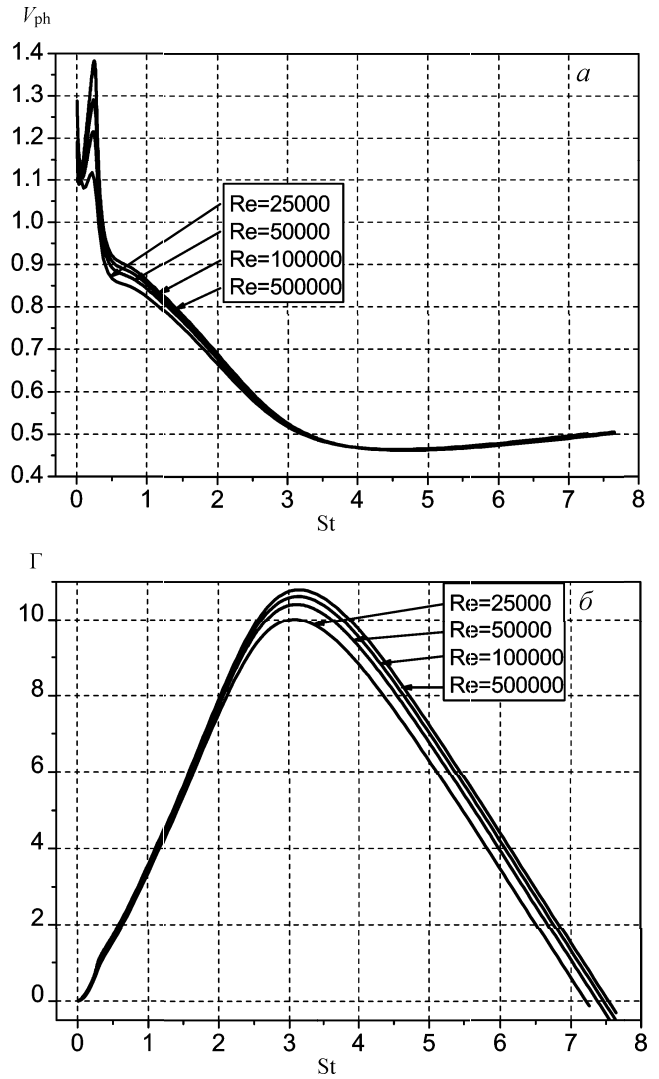 V_ph
а
1.4
1.3
1.2
1.1
1.0
0.9
0.8
0.7
0.6
0.5
0.4
Re=25000
Re=50000
Re=100000
Re=500000
0 1 2 3 4 5 6 7 8
St
Г
б
10
8
6
4
2
0
Re=25000
Re=50000
Re=100000
Re=500000
0 1 2 3 4 5 6 7 8
St